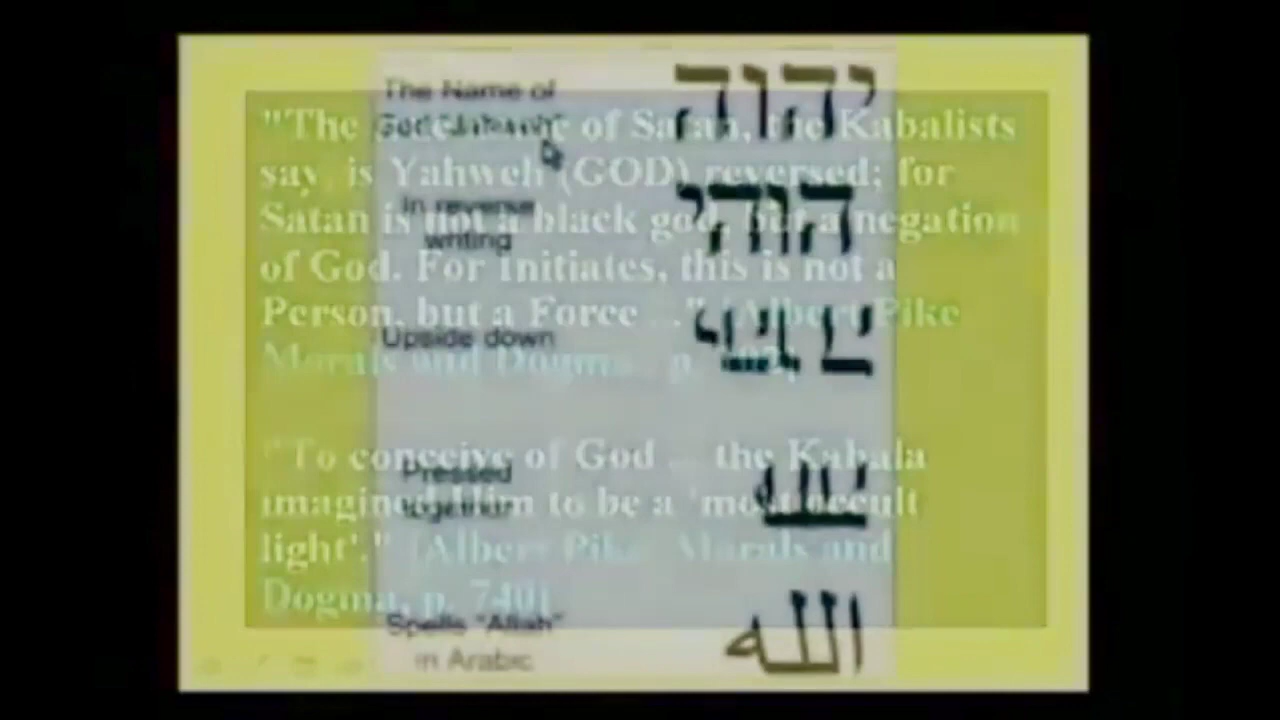 "The of Satan, the Kabalists
say, is Yahweh (GOD) reversed; for
Satan is not a black god, but a negation
of God. For Initiates, this is not a
Person, but a Force ..." (Albert Pike
Morals and Dogma, p.
"To conceive of God ... the Kabala
imagined Him to be a 'most occult
light'." (Albert Pike, Morals and
Dogma, p. 740)
The Name of
God "Jahweh"
יהוה
In reverse
writing
הוהי
Upside down
Pressed
together
Spells "Allah"
in Arabic
الله